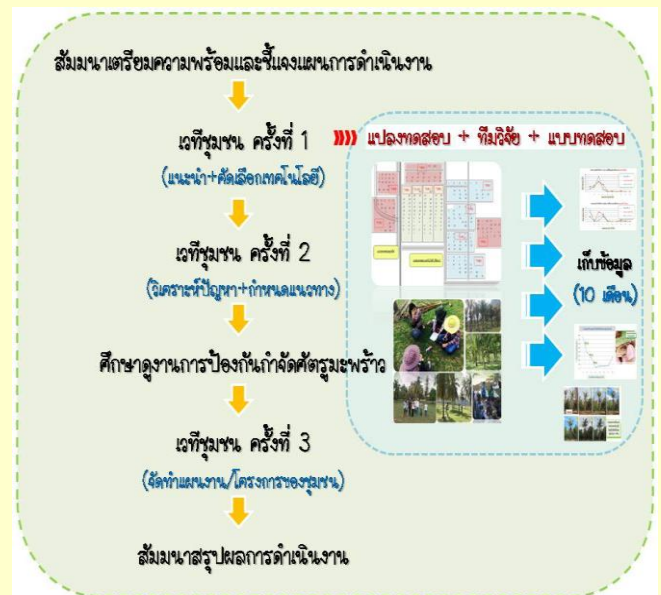 สัมมนาเตรียมความพร้อมและชี้แจงแผนการดำเนินงาน
เวทีชุมชน ครั้งที่ 1
(แนะนำ+คัดเลือกเทคโนโลยี)
เวทีชุมชน ครั้งที่ 2
(วิเคราะห์ปัญหา+กำหนดแนวทาง)
ศึกษาดูงานการป้องกันกำจัดศัตรูมะพร้าว
เวทีชุมชน ครั้งที่ 3
(จัดทำแผนงาน/โครงการของชุมชน)
สัมมนาสรุปผลการดำเนินงาน
แปลงทดสอบ + ทีมวิจัย + แบบทดสอบ
เก็บข้อมูล
(10 เดือน)